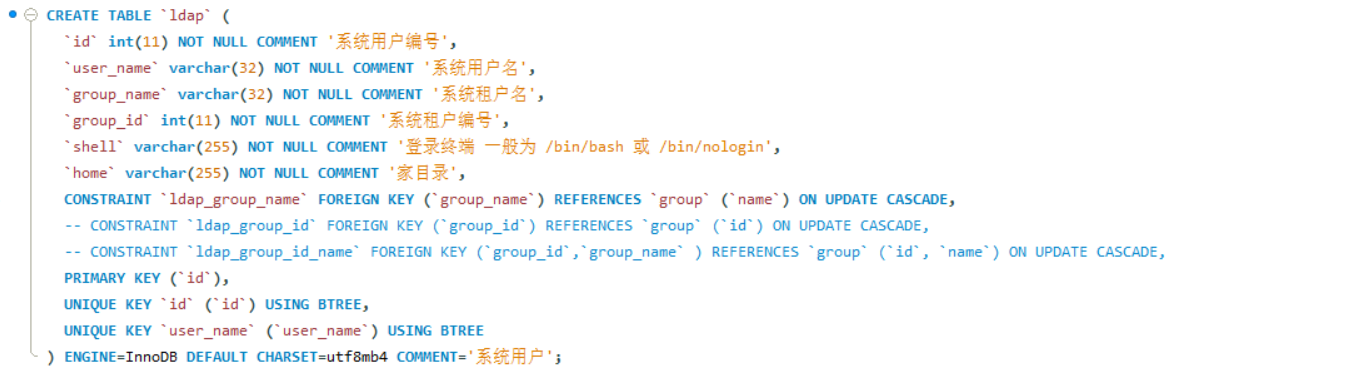 CREATE TABLE `ldap` (
`id` int(11) NOT NULL COMMENT '系统用户编号',
`user_name` varchar(32) NOT NULL COMMENT '系统用户名',
`group_name` varchar(32) NOT NULL COMMENT '系统租户名',
`group_id` int(11) NOT NULL COMMENT '系统租户编号',
`shell` varchar(255) NOT NULL COMMENT '登录终端 一般为 /bin/bash 或 /bin/nologin',
`home` varchar(255) NOT NULL COMMENT '家目录',
CONSTRAINT `ldap_group_name` FOREIGN KEY (`group_name`) REFERENCES `group` (`name`) ON UPDATE CASCADE,
-- CONSTRAINT `ldap_group_id` FOREIGN KEY (`group_id`) REFERENCES `group` (`id`) ON UPDATE CASCADE,
-- CONSTRAINT `ldap_group_id_name` FOREIGN KEY (`group_id`,`group_name` ) REFERENCES `group` (`id`, `name`) ON UPDATE CASCADE,
PRIMARY KEY (`id`),
UNIQUE KEY `id` (`id`) USING BTREE,
UNIQUE KEY `user_name` (`user_name`) USING BTREE
) ENGINE=InnoDB DEFAULT CHARSET=utf8mb4 COMMENT='系统用户';